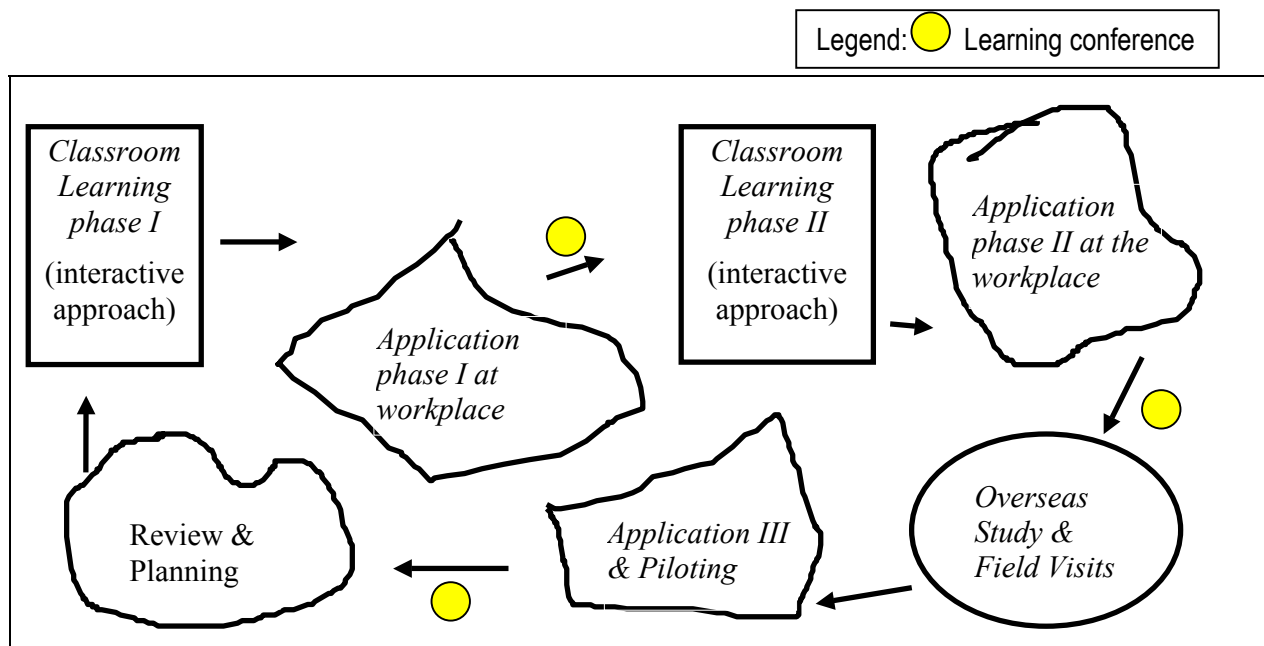 Legend: Learning conference
Classroom
Learning
phase I
(interactive
approach)
Application
phase I at
workplace
Classroom
Learning
phase II
(interactive
approach)
Application
phase II at the
workplace
Overseas
Study &
Field Visits
Application III
& Piloting
Review &
Planning